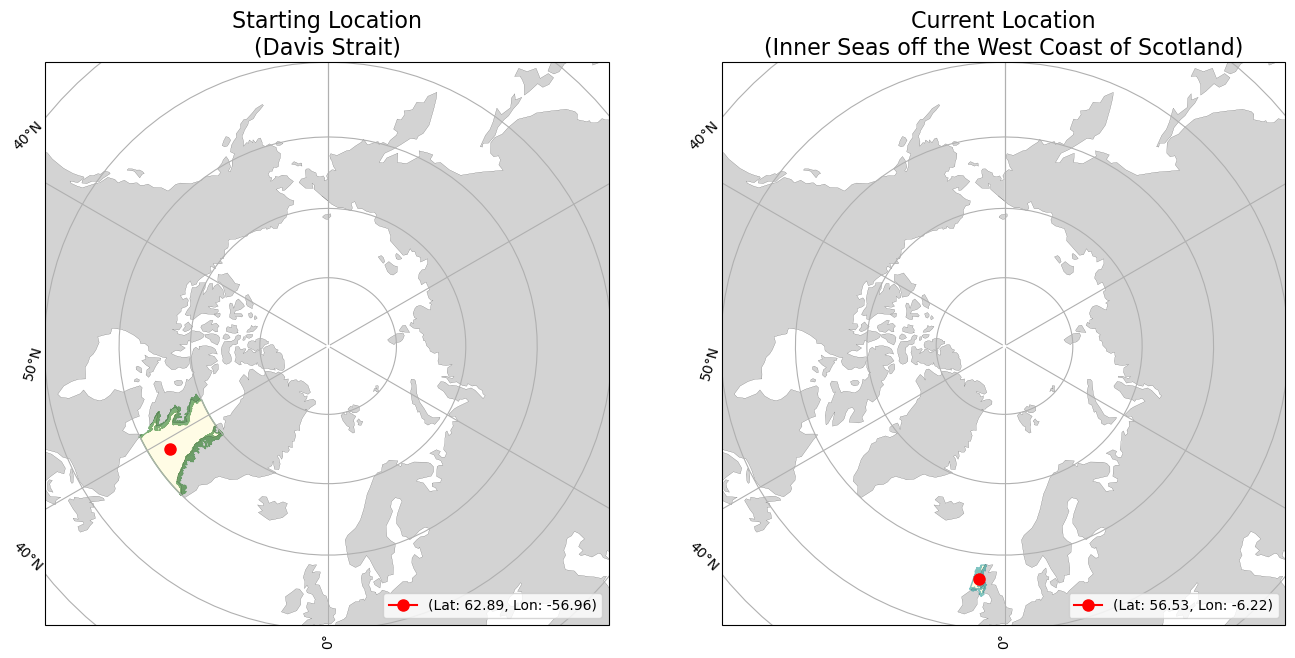 Starting Location
(Davis Strait)
40°N
50°N
40°N
0°
(Lat: 62.89, Lon: -56.96)
Current Location
(Inner Seas off the West Coast of Scotland)
40°N
50°N
40°N
0°
(Lat: 56.53, Lon: -6.22)